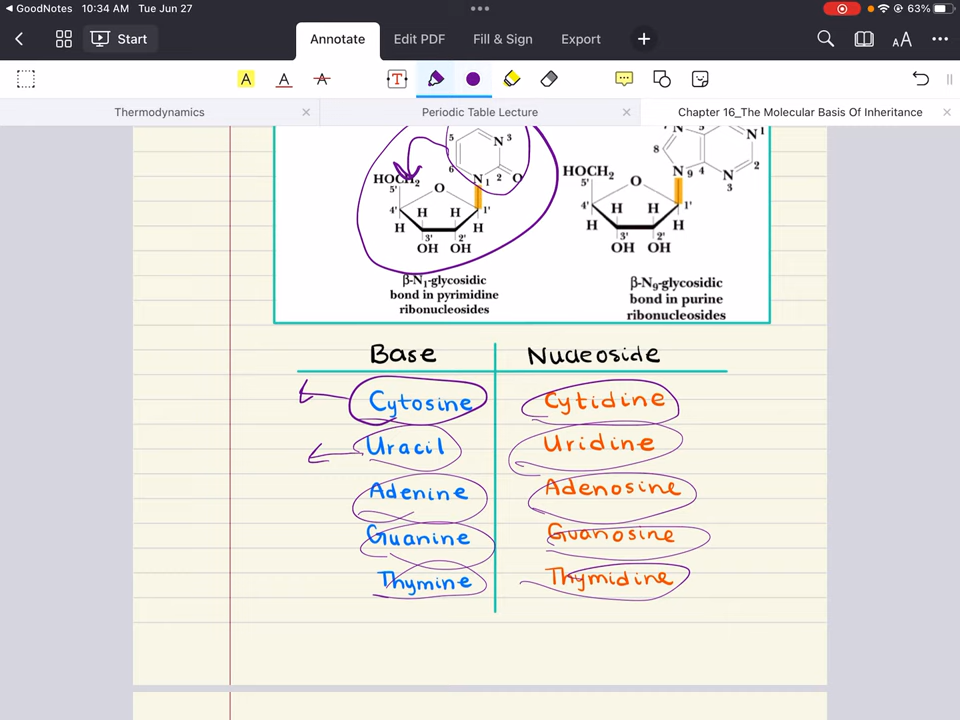 GoodNotes 10:34 AM Tue Jun 27 63%
Start Annotate Edit PDF Fill & Sign Export
A A A T AA
Thermodynamics Periodic Table Lecture Chapter 16_The Molecular Basis Of Inheritance
5 N 3 7 N 5 N 1
6 N 1 2 O 8 N 9 4 N 3 2
HOCH2 O HOCH2 O
5' 5'
4' H H 1' 4' H H 1'
H 3' 2' H H 3' 2' H
OH OH OH OH
β-N1-glycosidic
bond in pyrimidine
ribonucleosides
β-N9-glycosidic
bond in purine
ribonucleosides
Base Nucleoside
Cytosine Cytidine
Uracil Uridine
Adenine Adenosine
Guanine Guanosine
Thymine Thymidine